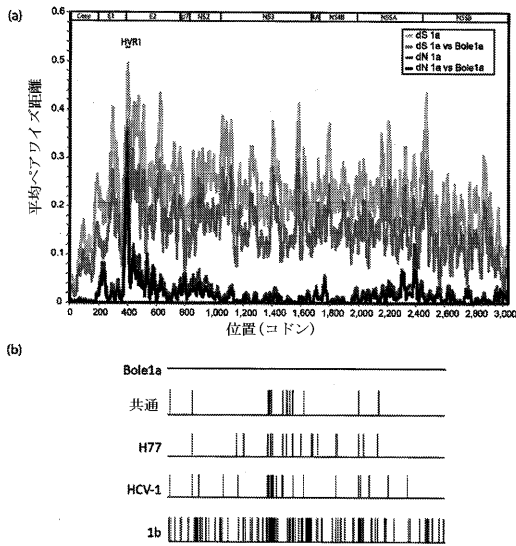 (a)
Core E1 E2 p7 NS2 NS3 4A NS4B NS5A NS5B
HVR1
dS 1a
dS 1a vs Bole1a
dN 1a
dN 1a vs Bole1a
平均ペアワイズ距離
0.6
0.5
0.4
0.3
0.2
0.1
0
0 200 400 600 800 1,000 1,200 1,400 1,600 1,800 2,000 2,200 2,400 2,600 2,800 3,000
位置(コドン)
(b)
Bole1a
共通
H77
HCV-1
1b